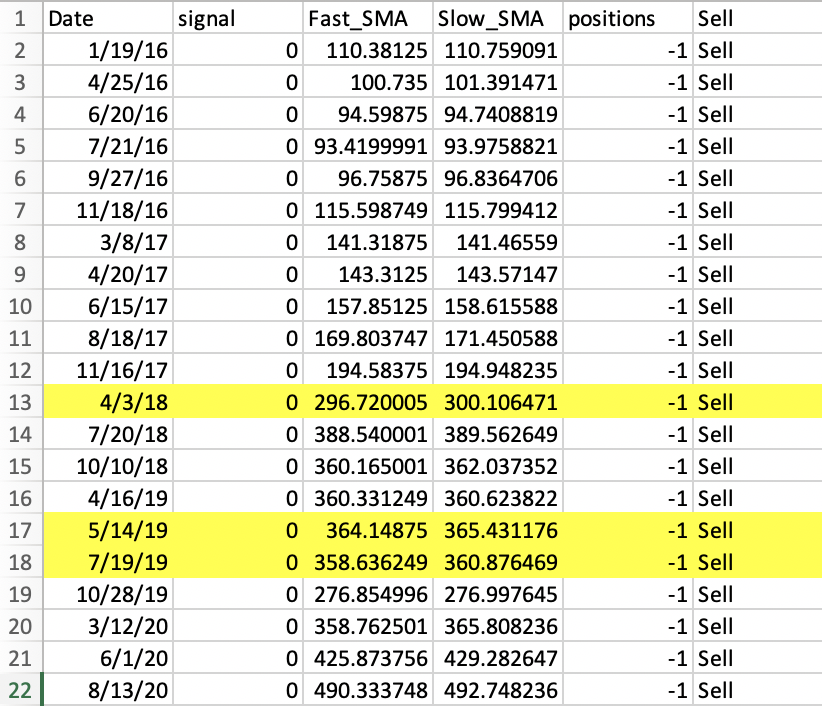 1 Date signal Fast_SMA Slow_SMA positions Sell
2 1/19/16 0 110.38125 110.759091 -1 Sell
3 4/25/16 0 100.735 101.391471 -1 Sell
4 6/20/16 0 94.59875 94.7408819 -1 Sell
5 7/21/16 0 93.4199991 93.9758821 -1 Sell
6 9/27/16 0 96.75875 96.8364706 -1 Sell
7 11/18/16 0 115.598749 115.799412 -1 Sell
8 3/8/17 0 141.31875 141.46559 -1 Sell
9 4/20/17 0 143.3125 143.57147 -1 Sell
10 6/15/17 0 157.85125 158.615588 -1 Sell
11 8/18/17 0 169.803747 171.450588 -1 Sell
12 11/16/17 0 194.58375 194.948235 -1 Sell
13 4/3/18 0 296.720005 300.106471 -1 Sell
14 7/20/18 0 388.540001 389.562649 -1 Sell
15 10/10/18 0 360.165001 362.037352 -1 Sell
16 4/16/19 0 360.331249 360.623822 -1 Sell
17 5/14/19 0 364.14875 365.431176 -1 Sell
18 7/19/19 0 358.636249 360.876469 -1 Sell
19 10/28/19 0 276.854996 276.997645 -1 Sell
20 3/12/20 0 358.762501 365.808236 -1 Sell
21 6/1/20 0 425.873756 429.282647 -1 Sell
22 8/13/20 0 490.333748 492.748236 -1 Sell